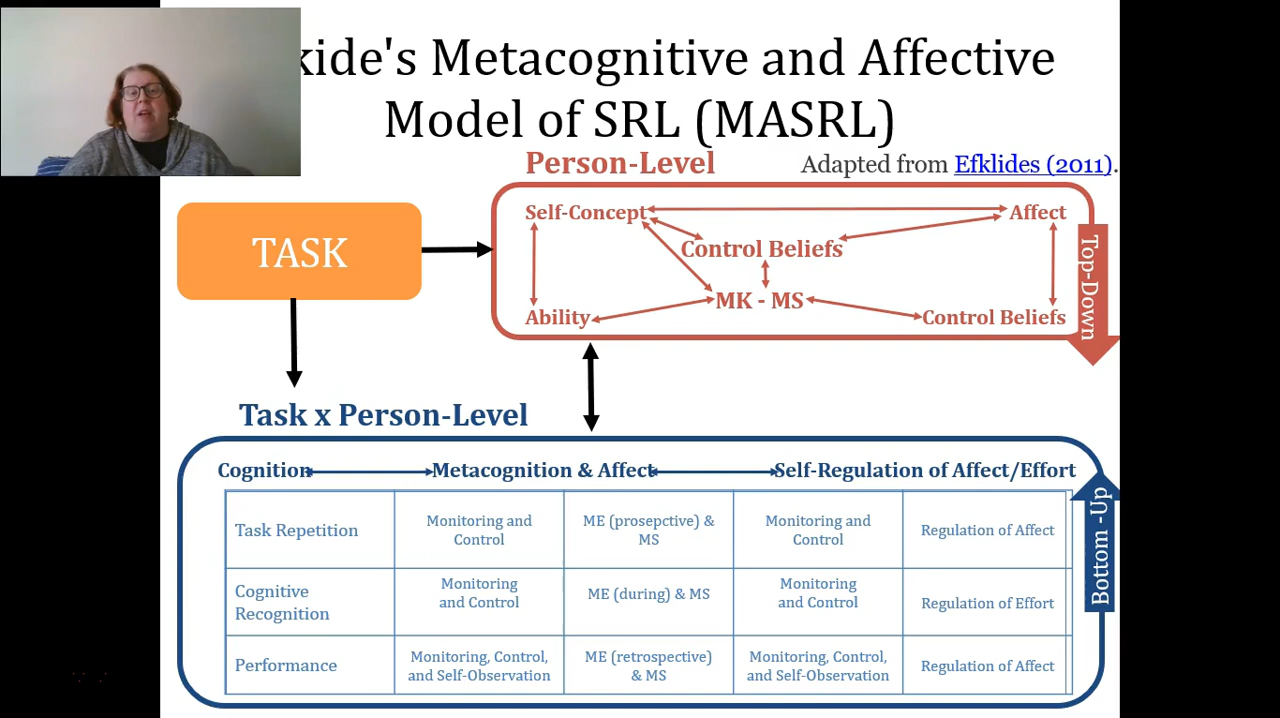 kide's Metacognitive and Affective
Model of SRL (MASRL)
Person-Level
Adapted from Efklides (2011).
TASK
Self-Concept
Affect
Control Beliefs
MK - MS
Ability
Control Beliefs
Top-Down
Task x Person-Level
Cognition
Metacognition & Affect
Self-Regulation of Affect/Effort
Task Repetition
Monitoring and
Control
ME (prosepctive) &
MS
Monitoring and
Control
Regulation of Affect
Cognitive
Recognition
Monitoring
and Control
ME (during) & MS
Monitoring
and Control
Regulation of Effort
Performance
Monitoring, Control,
and Self-Observation
ME (retrospective)
& MS
Monitoring, Control,
and Self-Observation
Regulation of Affect
Bottom -Up